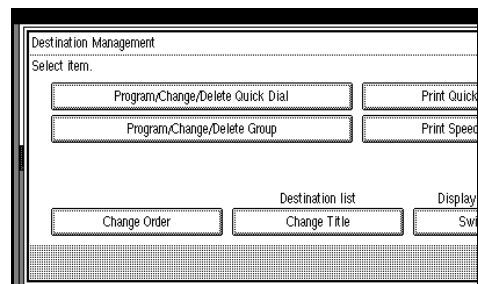 Destination Management
Select item.
Program/Change/Delete Quick Dial Print Quick
Program/Change/Delete Group Print Speed
Destination list Display
Change Order Change Title Swi